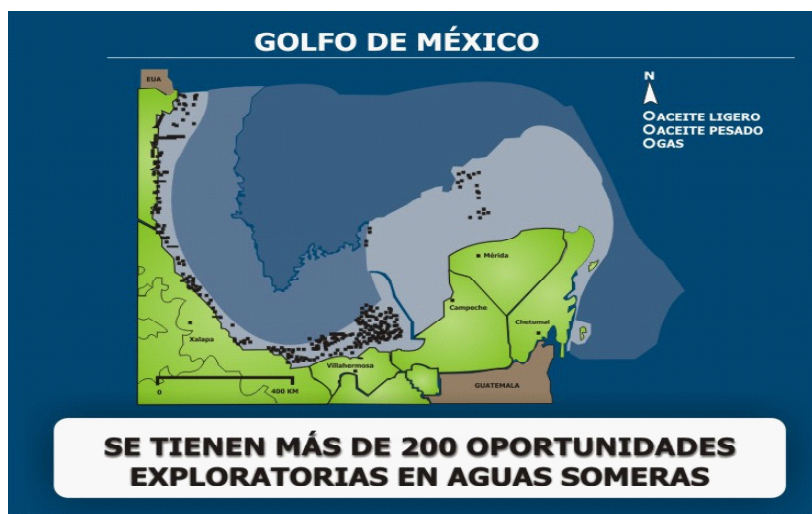 GOLFO DE MÉXICO
EUA
N
ACEITE LIGERO
ACEITE PESADO
GAS
Mérida
Campeche
Chetumal
Xalapa
Villahermosa
0 400 KM
GUATEMALA
SE TIENEN MÁS DE 200 OPORTUNIDADES
EXPLORATORIAS EN AGUAS SOMERAS